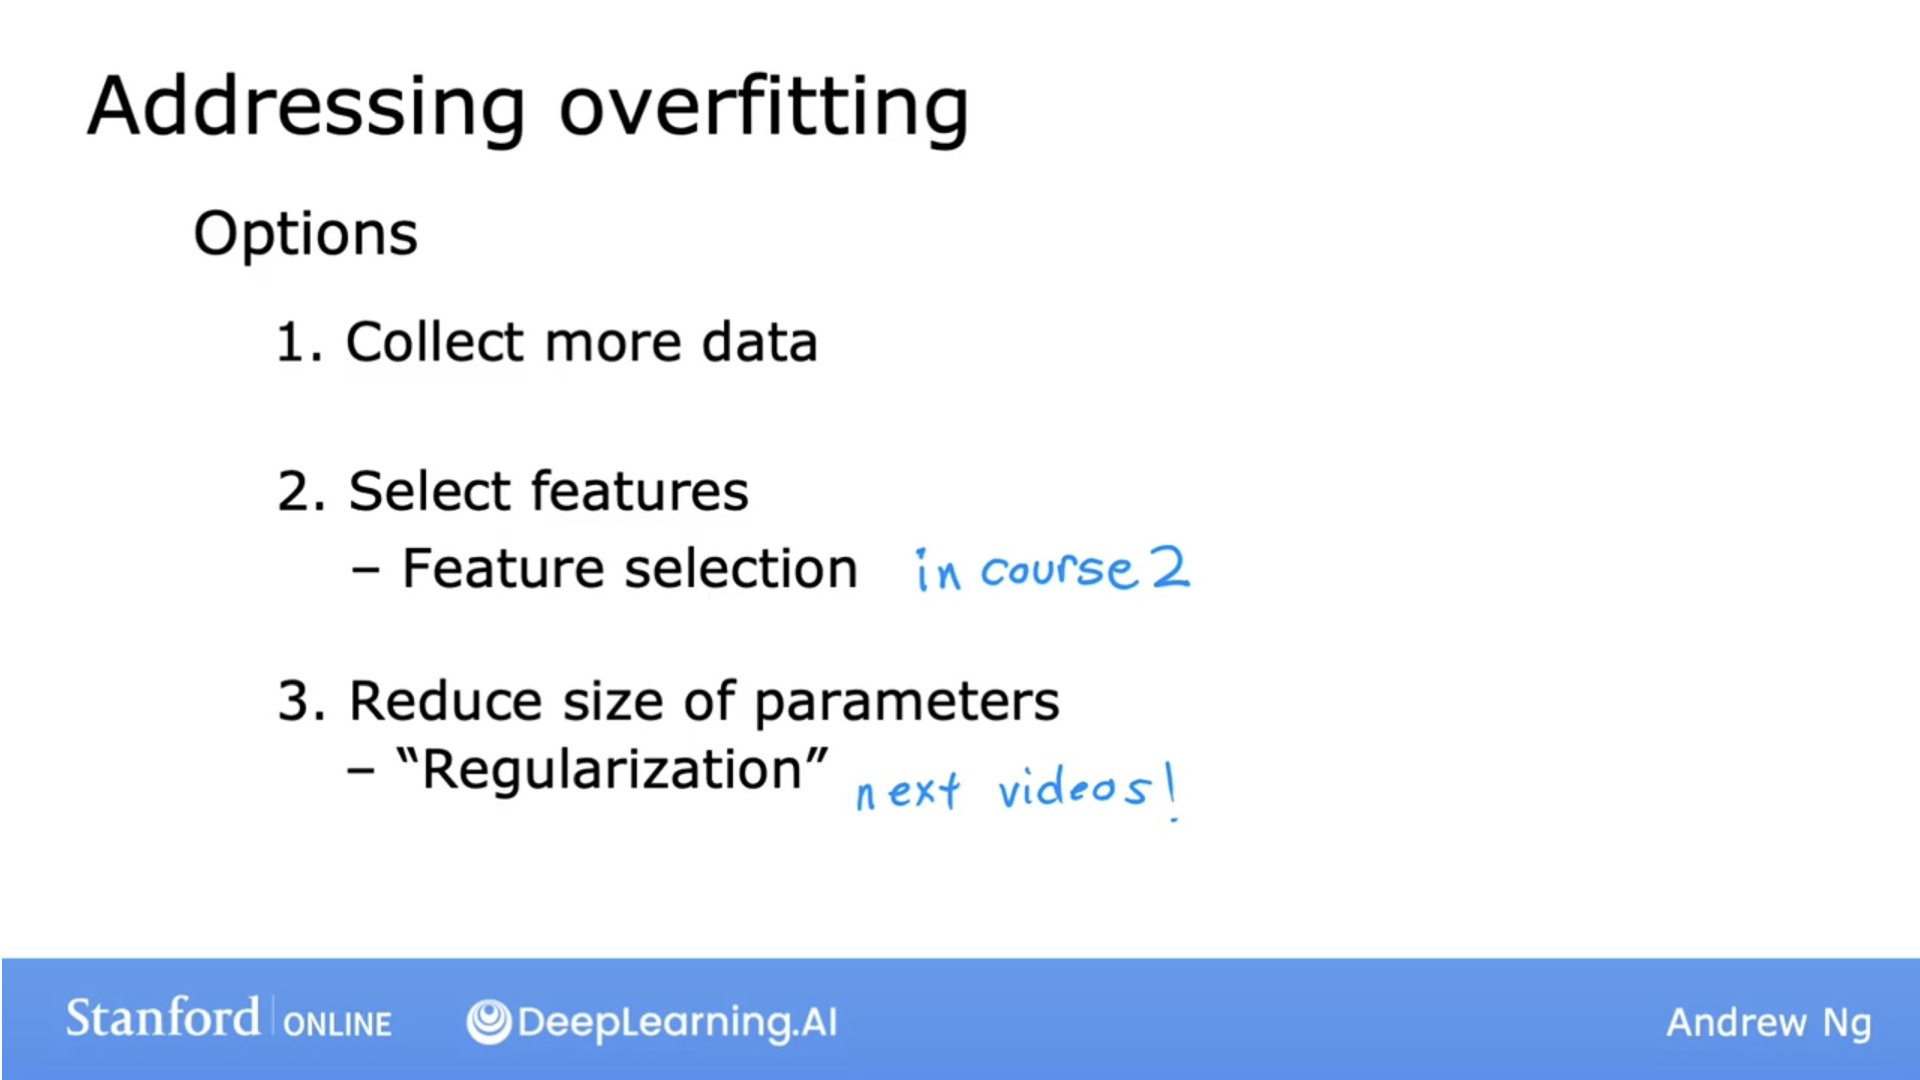 Addressing overfitting
Options
1. Collect more data
2. Select features
– Feature selection in course 2
3. Reduce size of parameters
– “Regularization” next videos!
Stanford ONLINE DeepLearning.AI Andrew Ng